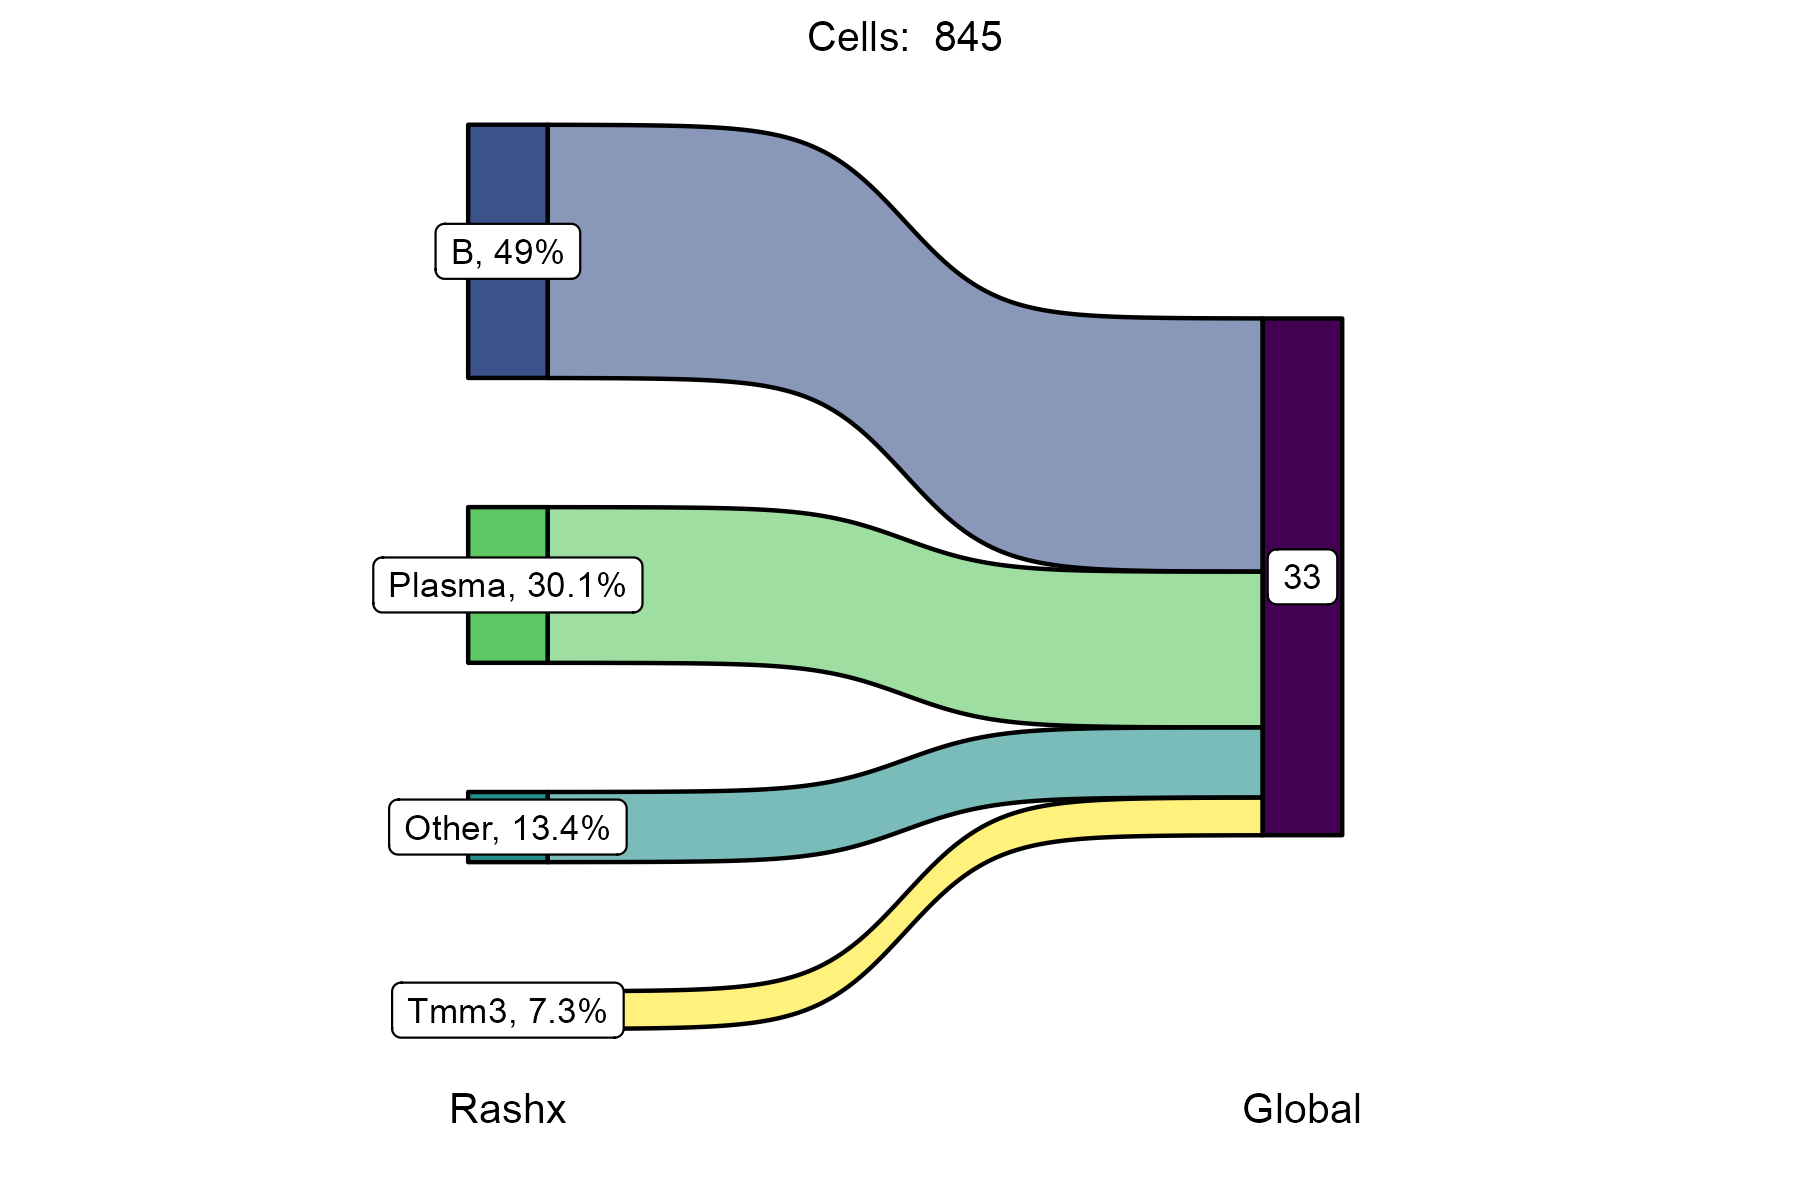 Cells:  845
B, 49%
Plasma, 30.1%
33
Other, 13.4%
Tmm3, 7.3%
Rashx
Global